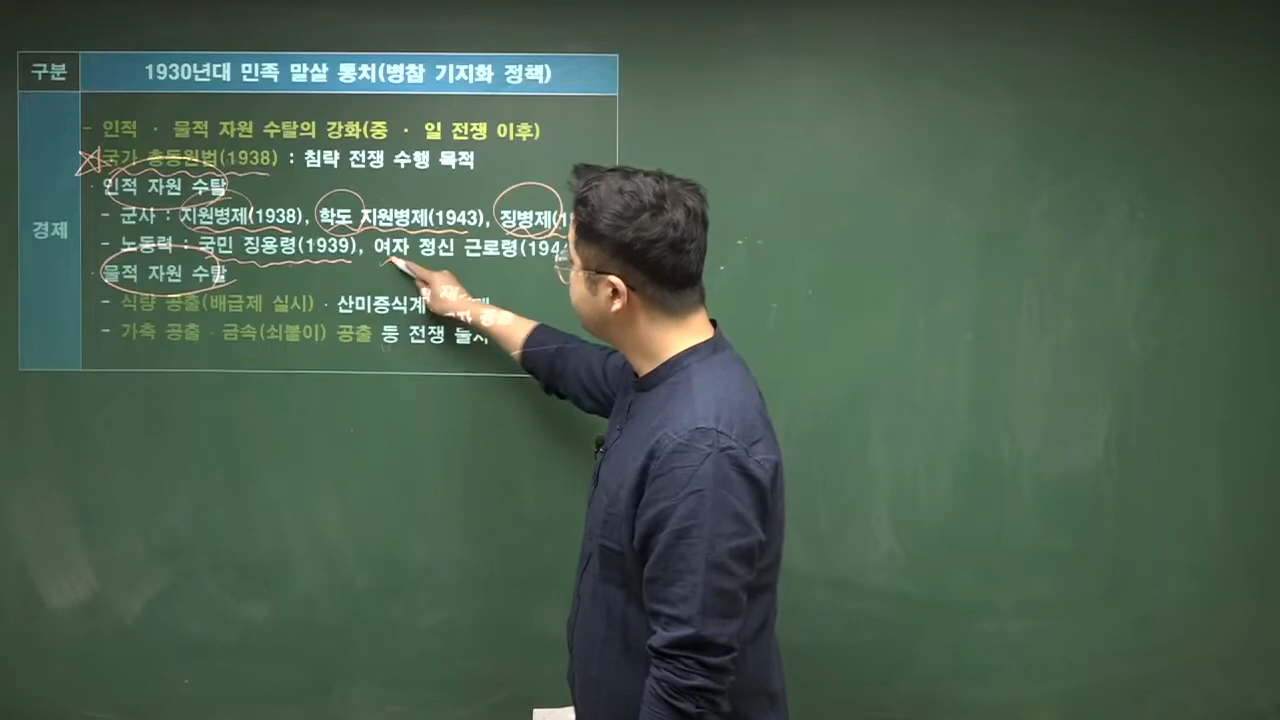 구분
1930년대 민족 말살 통치(병참 기지화 정책)
경제
- 인적 · 물적 자원 수탈의 강화(중 · 일 전쟁 이후)
국가 총동원법(1938) : 침략 전쟁 수행 목적
· 인적 자원 수탈
- 군사 : 지원병제(1938), 학도 지원병제(1943), 징병제(1
- 노동력 : 국민 징용령(1939), 여자 정신 근로령(194
· 물적 자원 수탈
- 식량 공출(배급제 실시) · 산미증식계
- 가축 공출 · 금속(쇠붙이) 공출 등 전쟁